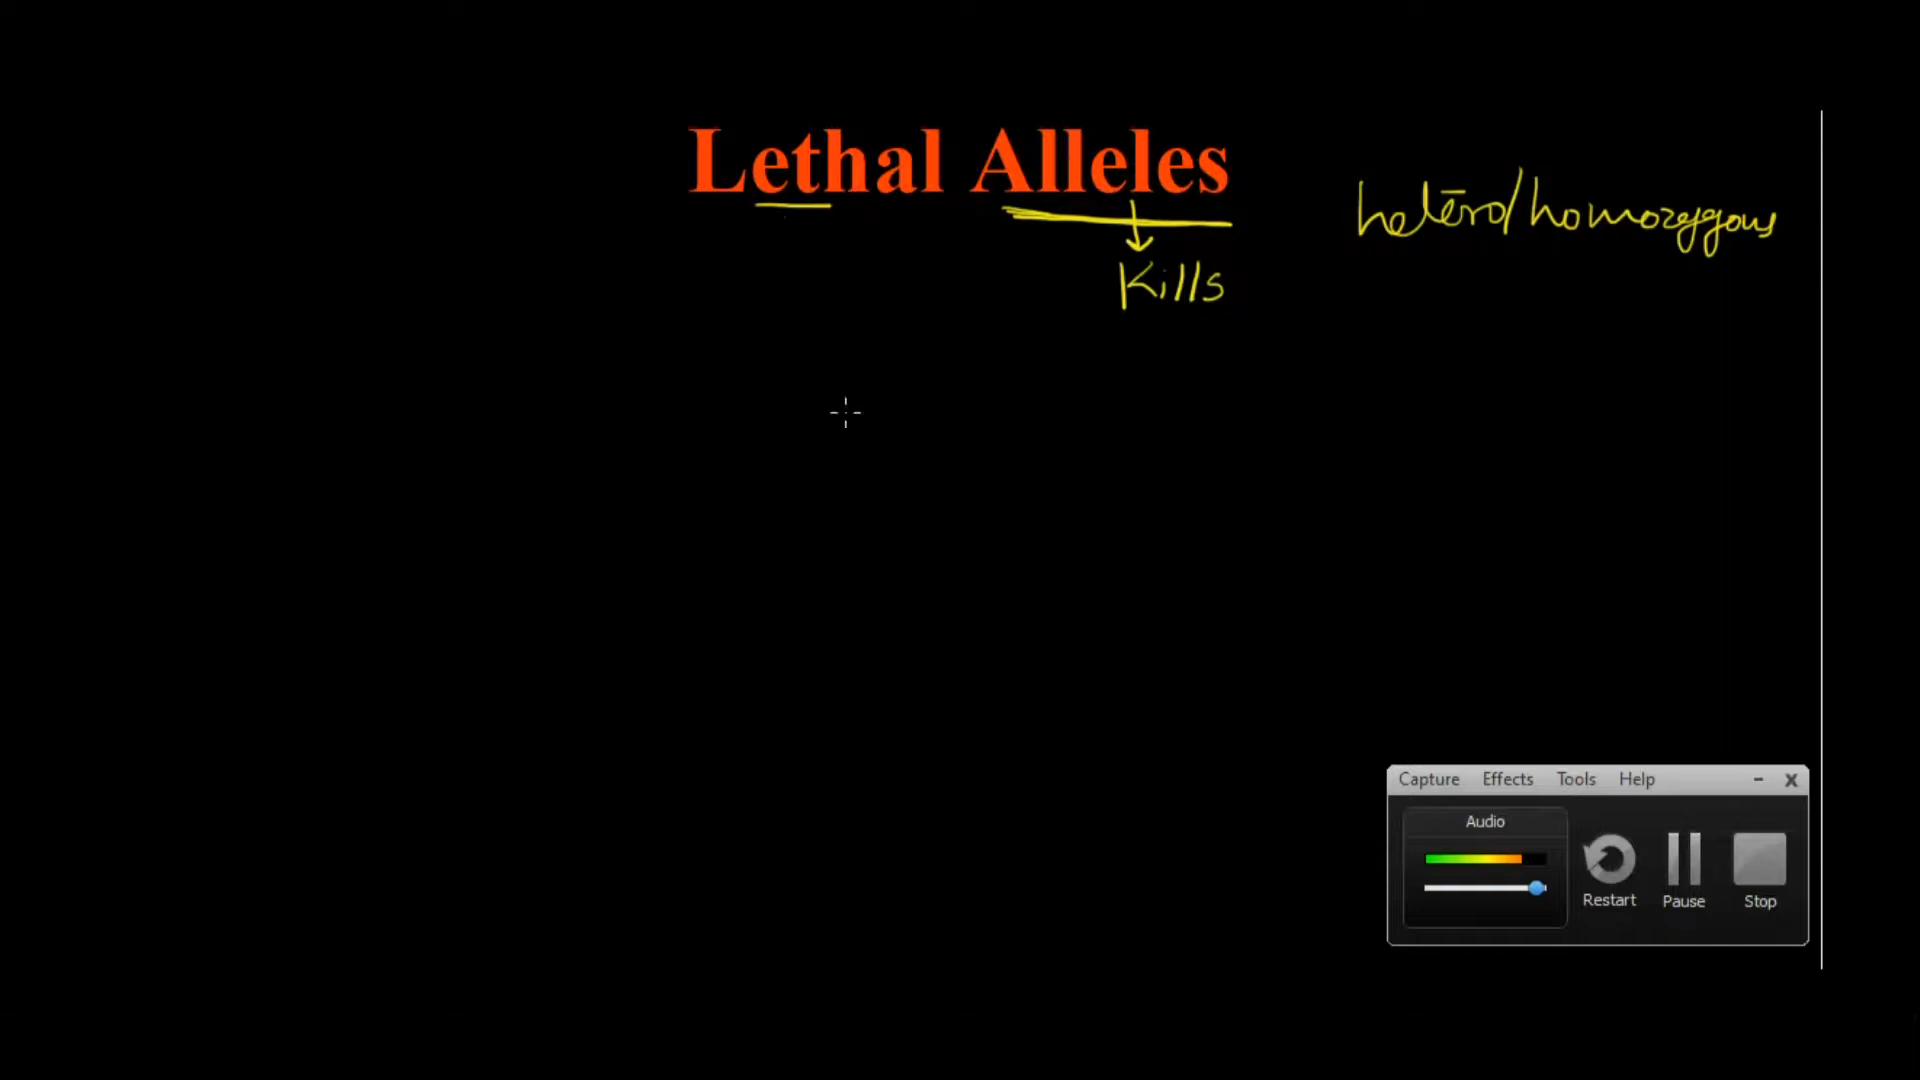 Lethal Alleles
hetero/homozygous
Kills
Capture Effects Tools Help - x
Audio
Restart Pause Stop